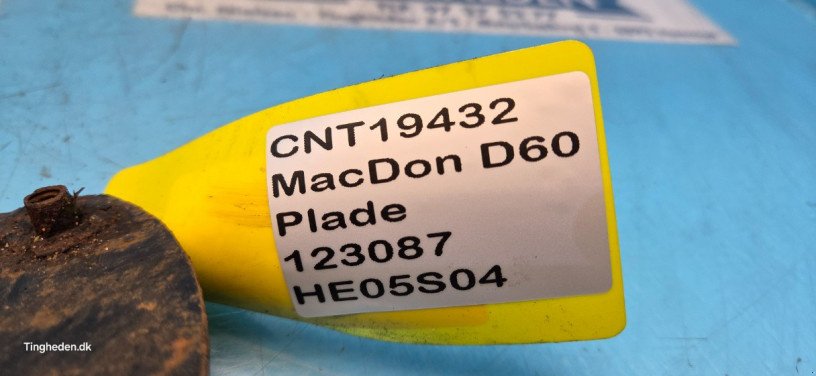 CNT19432
MacDon D60
Plade
123087
HE05S04
Tingheden.dk